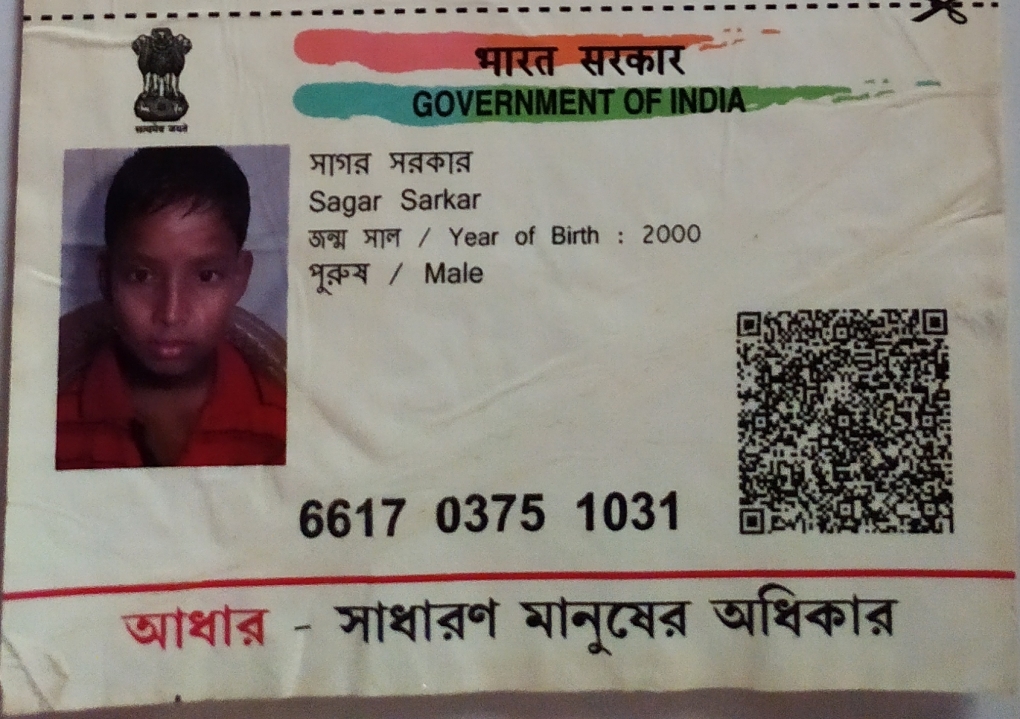 सत्यमेव जयते
भारत सरकार
GOVERNMENT OF INDIA
সাগর সরকার
Sagar Sarkar
জন্ম সাল / Year of Birth : 2000
পুরুষ / Male
6617 0375 1031
আধার - সাধারণ মানুষের অধিকার